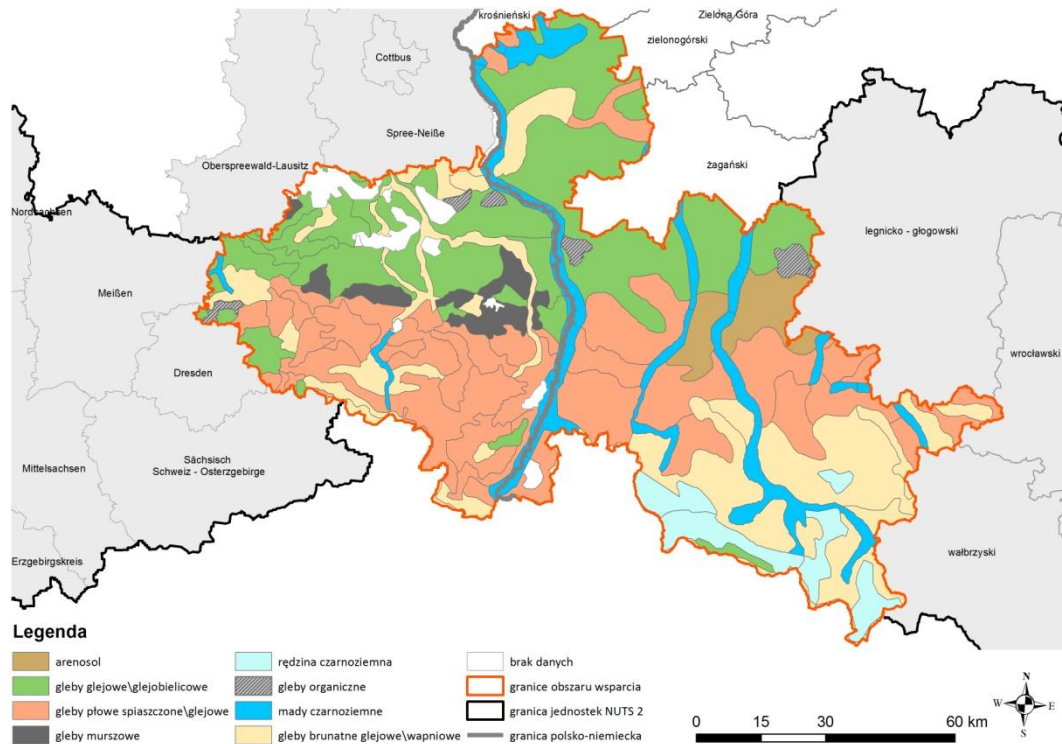 krośnieński
Zielona Góra
zielonogórski
Cottbus
Spree-Neiße
żagański
Oberspreewald-Lausitz
Nordsachsen
legnicko - głogowski
Meißen
wrocławski
Dresden
Mittelsachsen
Sächsisch
Schweiz - Osterzgebirge
Erzgebirgskreis
wałbrzyski
Legenda
arenosol
gleby glejowe\glejobielicowe
gleby płowe spiaszczone\glejowe
gleby murszowe
rędzina czarnoziemna
gleby organiczne
mady czarnoziemne
gleby brunatne glejowe\wapniowe
brak danych
granice obszaru wsparcia
granica jednostek NUTS 2
granica polsko-niemiecka
N
W E
S
0 15 30 60 km